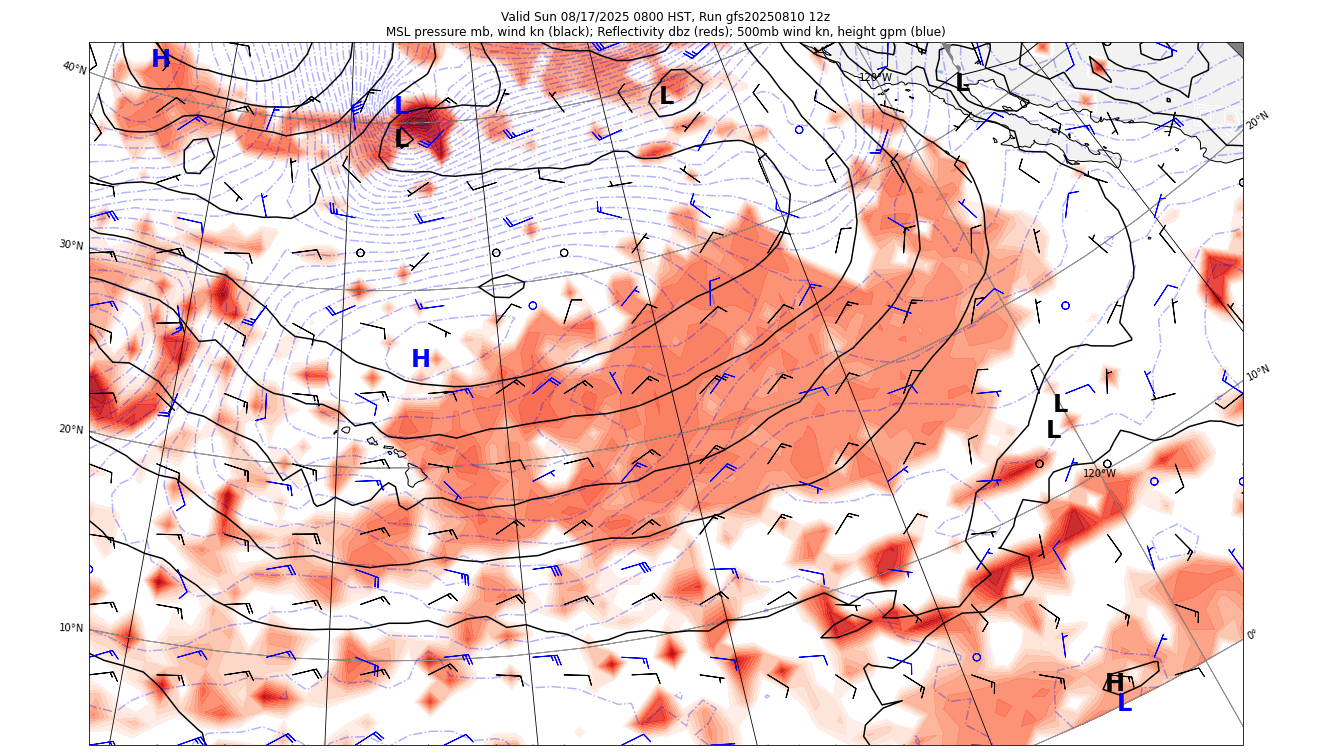 Valid Sun 08/17/2025 0800 HST, Run gfs20250810 12z
MSL pressure mb, wind kn (black); Reflectivity dbz (reds); 500mb wind kn, height gpm (blue)
H
40°N
120°W
L
L
L
L
20°N
30°N
H
10°N
L
L
20°N
120°W
10°N
0°
H
L